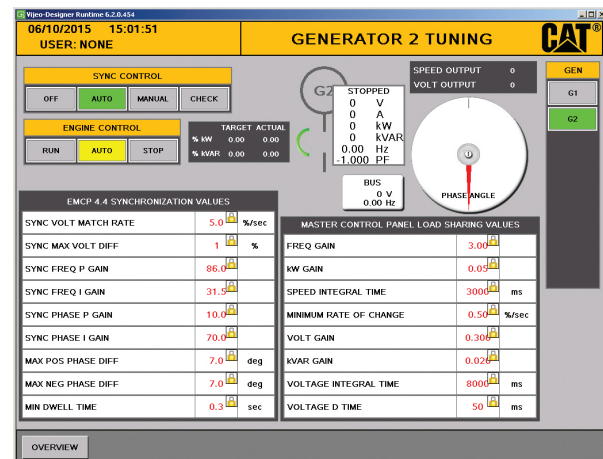 Vijeo-Designer Runtime 6.2.0.454
06/10/2015 15:01:51
USER: NONE
GENERATOR 2 TUNING
CAT®
SYNC CONTROL
OFF AUTO MANUAL CHECK
ENGINE CONTROL
RUN AUTO STOP
TARGET ACTUAL
% kW 0.00 0.00
% kVAR 0.00 0.00
G2
STOPPED
0 V
0 A
0 kW
0 kVAR
0.00 Hz
-1.000 PF
BUS
0 V
0.00 Hz
SPEED OUTPUT 0
VOLT OUTPUT 0
0
PHASE ANGLE
GEN
G1
G2
EMCP 4.4 SYNCHRONIZATION VALUES
SYNC VOLT MATCH RATE 5.0 %/sec
SYNC MAX VOLT DIFF 1 %
SYNC FREQ P GAIN 86.0
SYNC FREQ I GAIN 31.5
SYNC PHASE P GAIN 10.0
SYNC PHASE I GAIN 70.0
MAX POS PHASE DIFF 7.0 deg
MAX NEG PHASE DIFF 7.0 deg
MIN DWELL TIME 0.3 sec
MASTER CONTROL PANEL LOAD SHARING VALUES
FREQ GAIN 3.00
kW GAIN 0.05
SPEED INTEGRAL TIME 3000 ms
MINIMUM RATE OF CHANGE 0.50 %/sec
VOLT GAIN 0.300
kVAR GAIN 0.020
VOLTAGE INTEGRAL TIME 8000 ms
VOLTAGE D TIME 50 ms
OVERVIEW